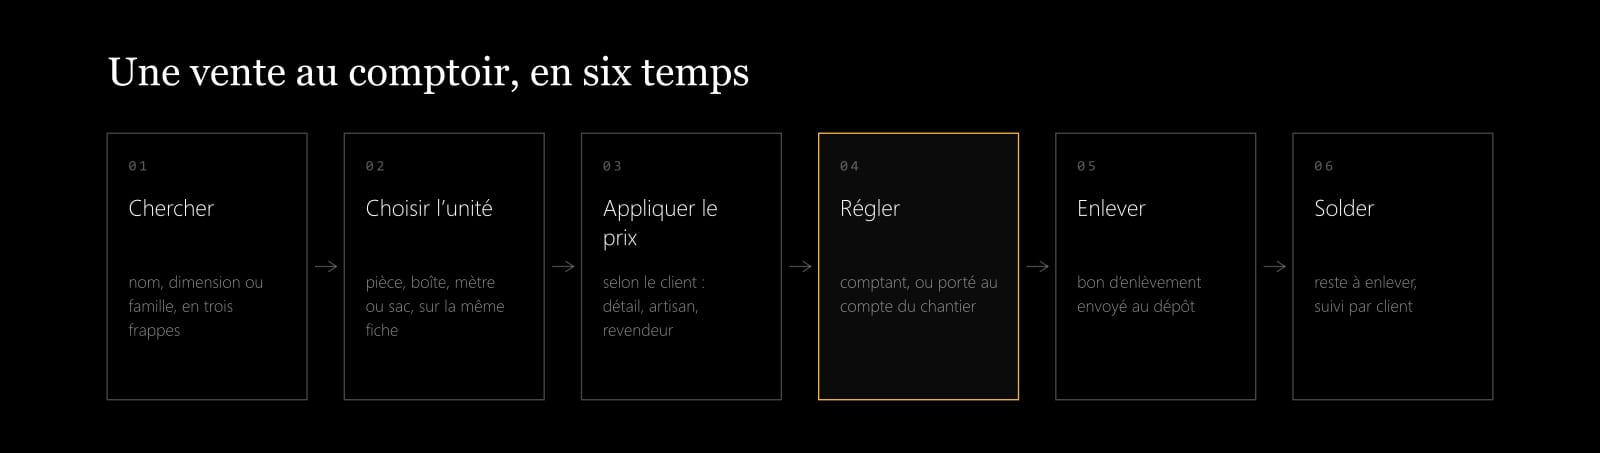 Une vente au comptoir, en six temps
01
Chercher
nom, dimension ou
famille, en trois
frappes
02
Choisir l’unité
pièce, boîte, mètre
ou sac, sur la même
fiche
03
Appliquer le
prix
selon le client :
détail, artisan,
revendeur
04
Régler
comptant, ou porté au
compte du chantier
05
Enlever
bon d’enlèvement
envoyé au dépôt
06
Solder
reste à enlever,
suivi par client